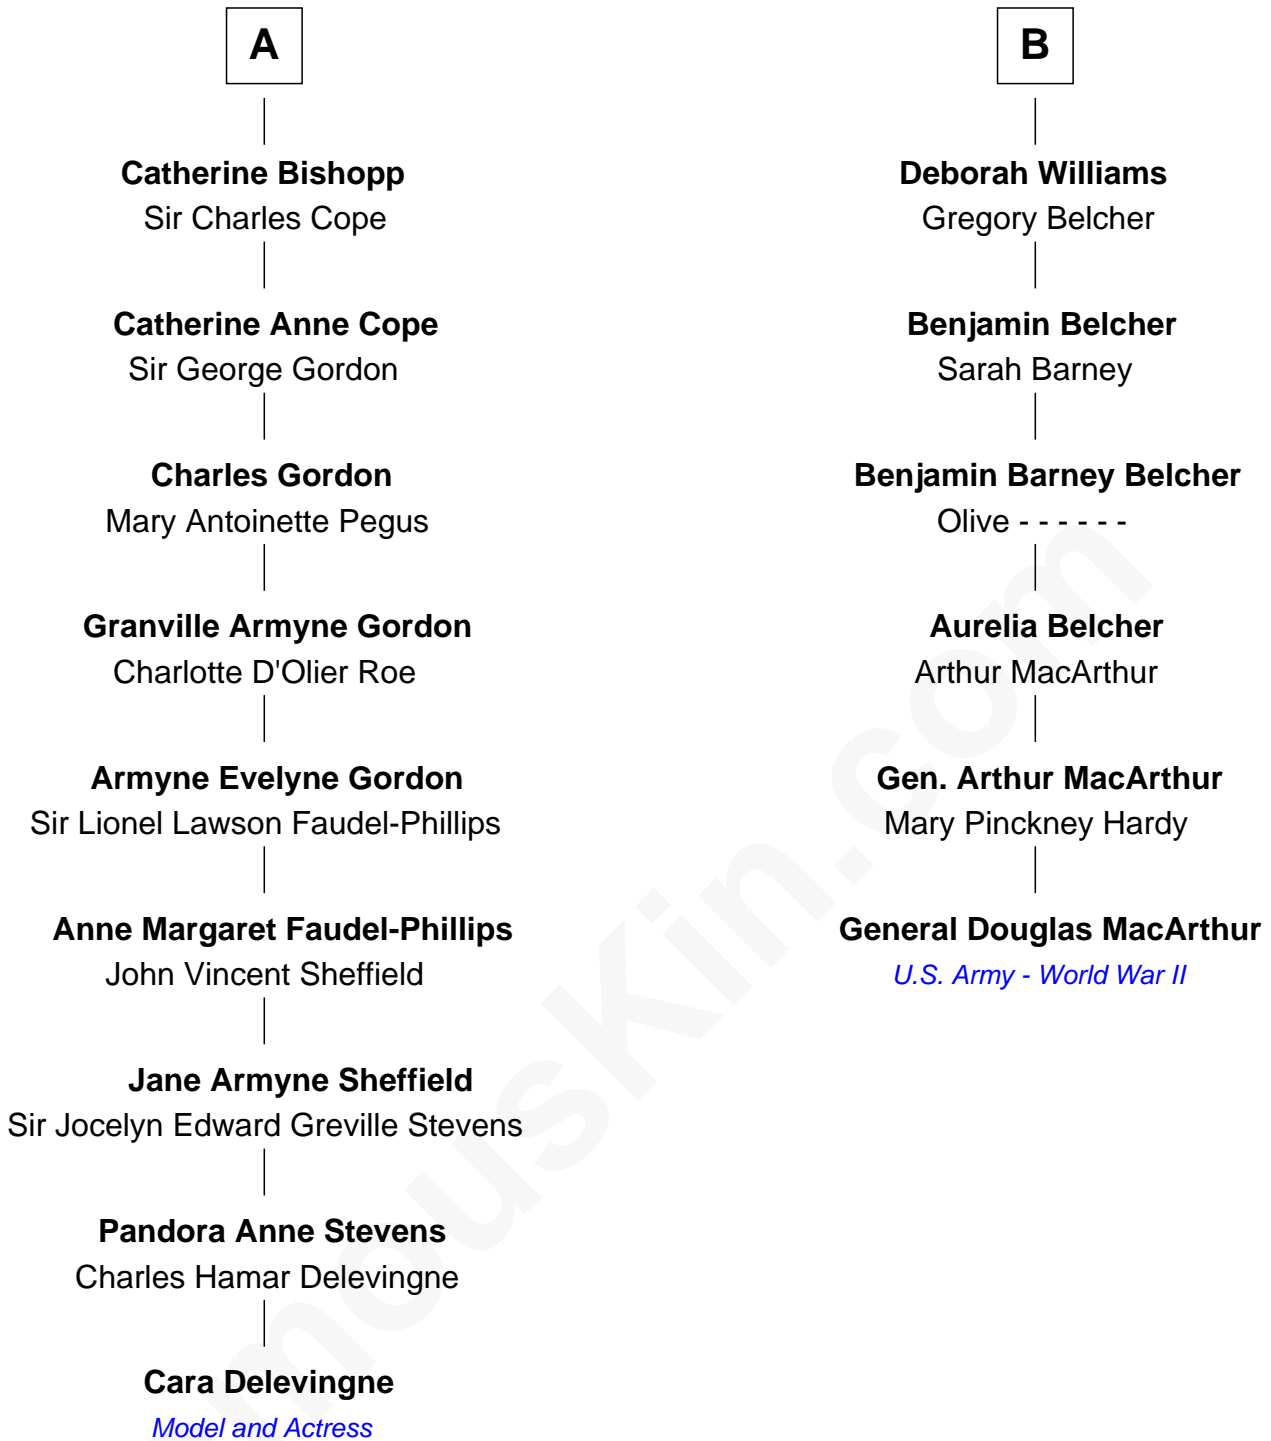 A
Catherine Bishopp
Sir Charles Cope
Catherine Anne Cope
Sir George Gordon
Charles Gordon
Mary Antoinette Pegus
Granville Armyne Gordon
Charlotte D'Olier Roe
Armyne Evelyne Gordon
Sir Lionel Lawson Faudel-Phillips
Anne Margaret Faudel-Phillips
John Vincent Sheffield
Jane Armyne Sheffield
Sir Jocelyn Edward Greville Stevens
Pandora Anne Stevens
Charles Hamar Delevingne
Cara Delevingne
Model and Actress
B
Deborah Williams
Gregory Belcher
Benjamin Belcher
Sarah Barney
Benjamin Barney Belcher
Olive - - - - - -
Aurelia Belcher
Arthur MacArthur
Gen. Arthur MacArthur
Mary Pinckney Hardy
General Douglas MacArthur
U.S. Army - World War II
mouskin.com